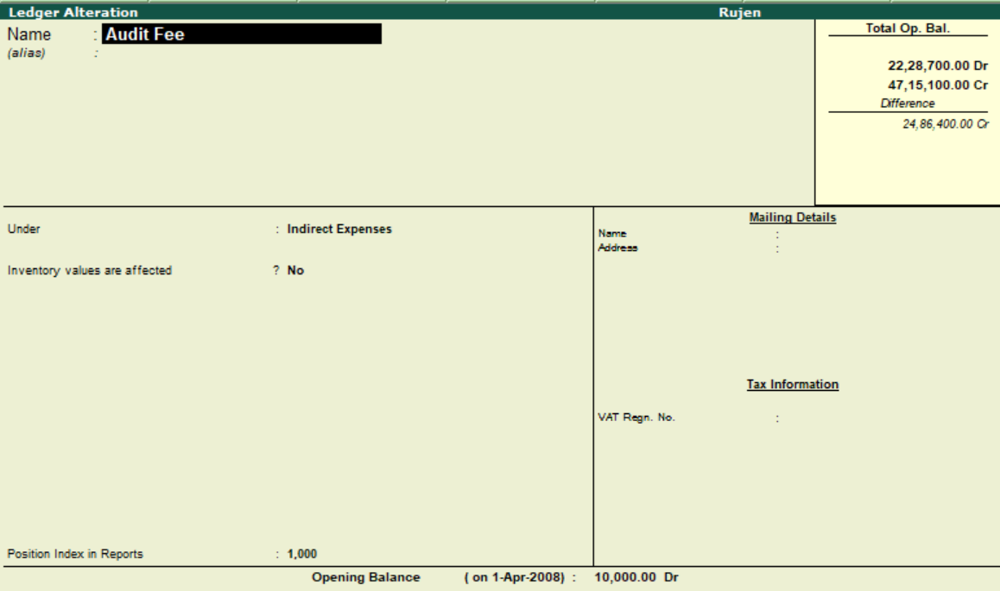 Ledger Alteration Rujen
Name : Audit Fee
(alias) :
Total Op. Bal.
22,28,700.00 Dr
47,15,100.00 Cr
Difference
24,86,400.00 Cr
Under : Indirect Expenses
Inventory values are affected ? No
Position Index in Reports : 1,000
Mailing Details
Name :
Address :
Tax Information
VAT Regn. No. :
Opening Balance ( on 1-Apr-2008) : 10,000.00 Dr